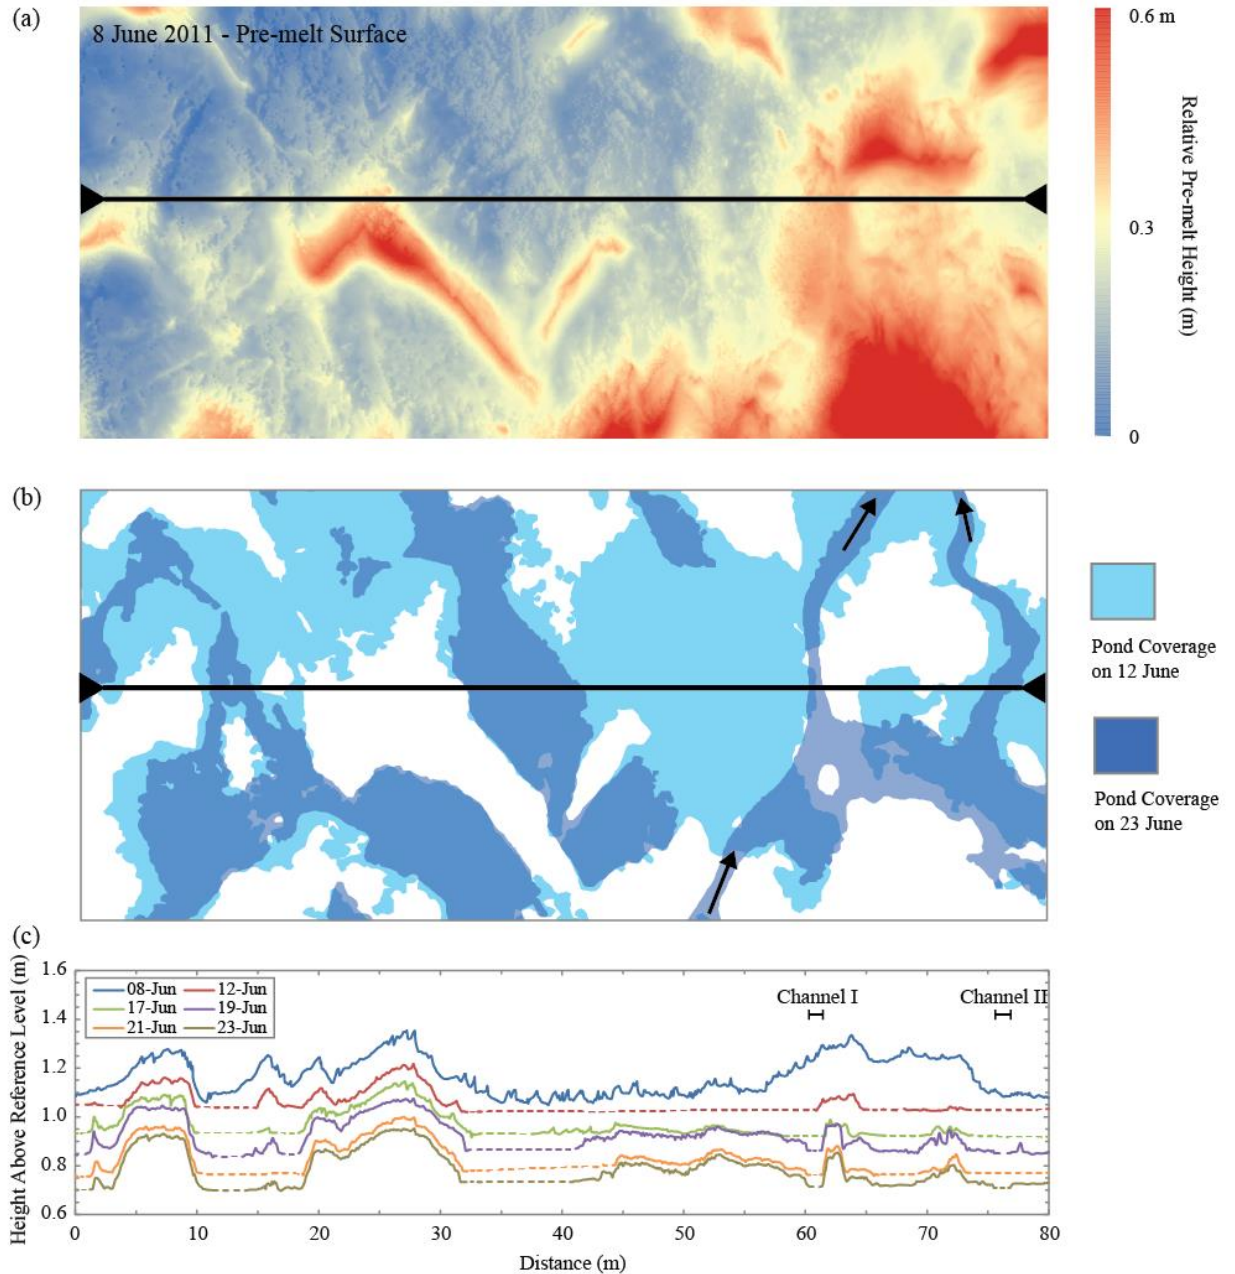 (a)
8 June 2011 - Pre-melt Surface
0.6 m
0.3
0
Relative Pre-melt Height (m)
(b)
Pond Coverage
on 12 June
Pond Coverage
on 23 June
(c)
Height Above Reference Level (m)
1.6
1.4
1.2
1.0
0.8
0.6
08-Jun 12-Jun
17-Jun 19-Jun
21-Jun 23-Jun
Channel I
Channel II
0 10 20 30 40 50 60 70 80
Distance (m)